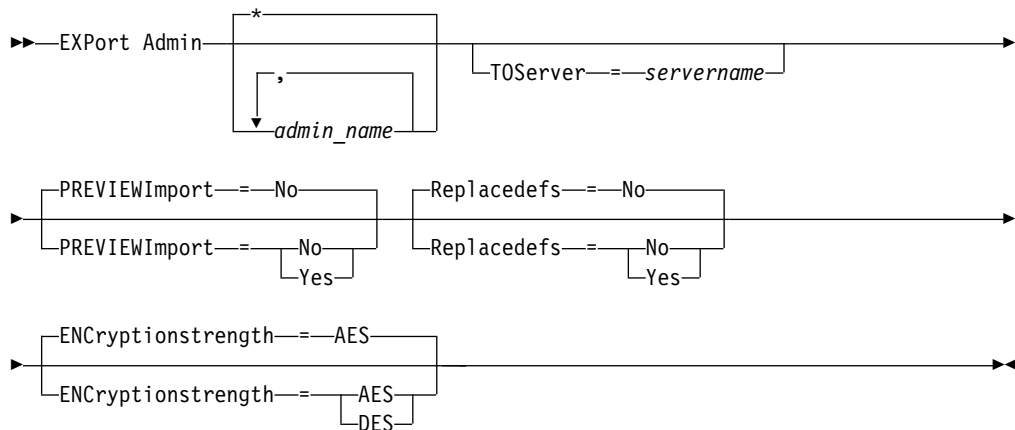 *
EXPort Admin
TOServer = servername
,
admin_name
PREVIEWImport = No Replacedefs = No
PREVIEWImport = No Replacedefs = No
Yes Yes
ENCryptionstrength = AES
ENCryptionstrength = AES
DES